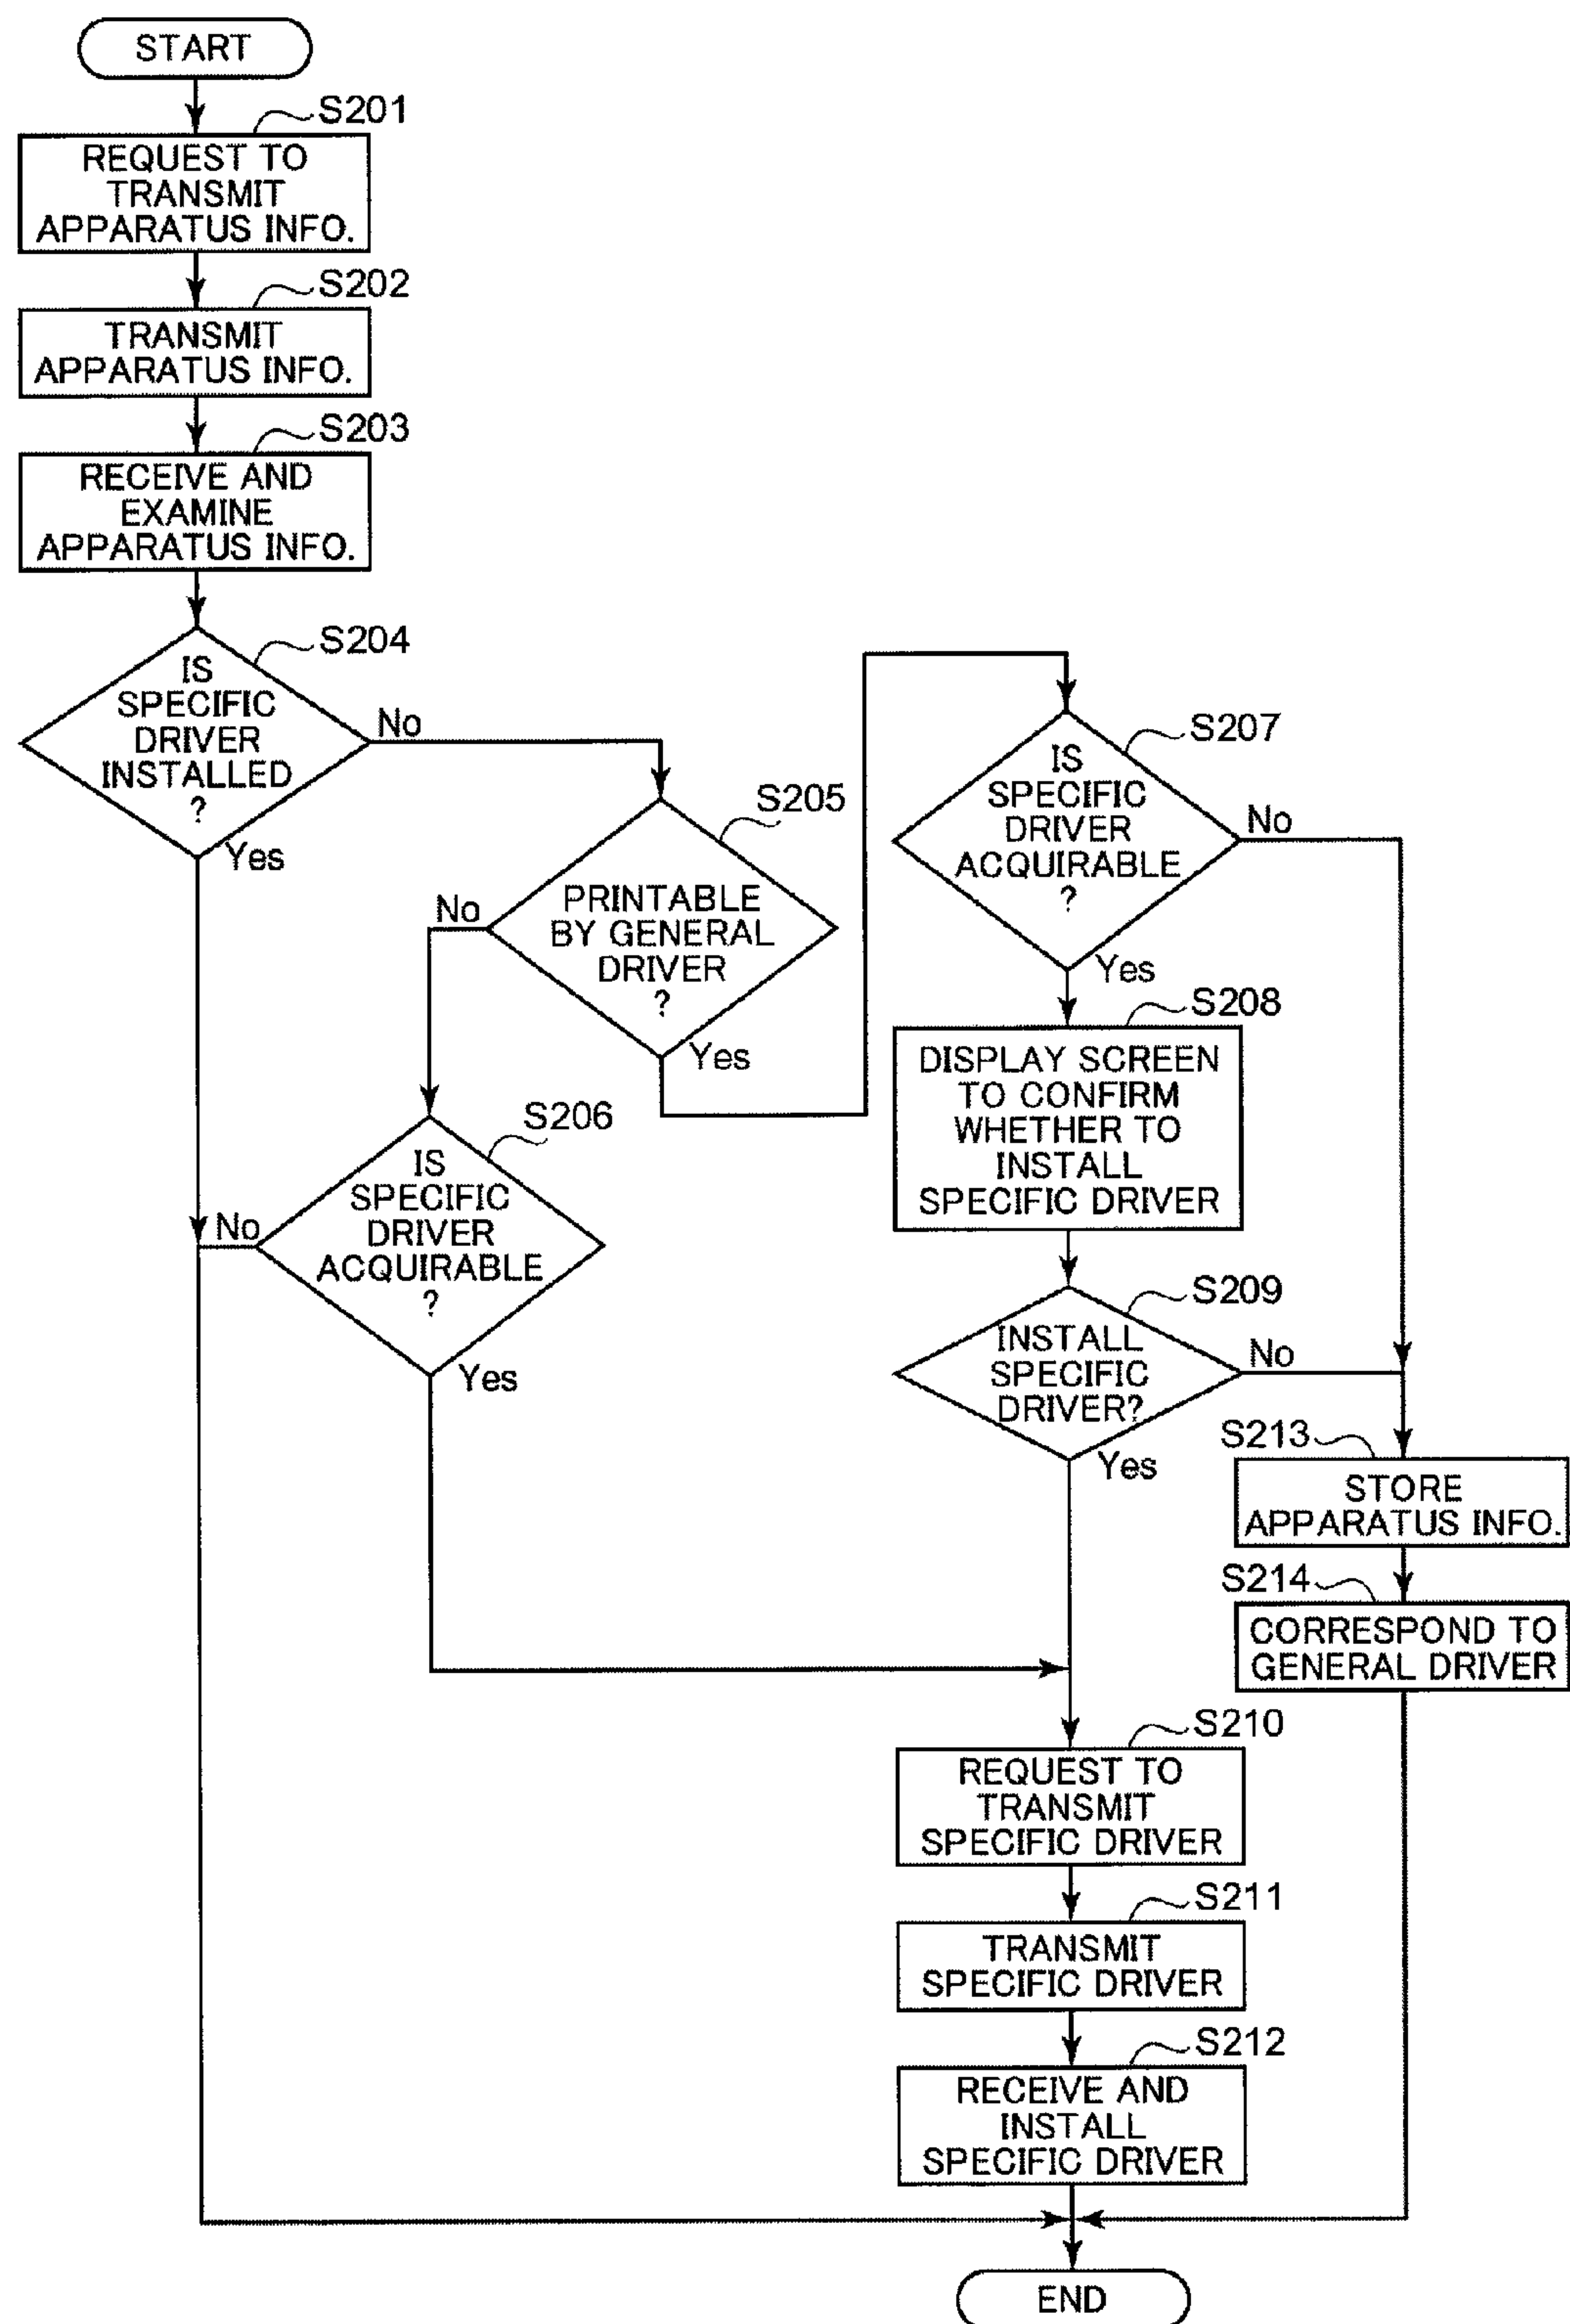 START
S201
REQUEST TO
TRANSMIT
APPARATUS INFO.
S202
TRANSMIT
APPARATUS INFO.
S203
RECEIVE AND
EXAMINE
APPARATUS INFO.
S204
IS
SPECIFIC
DRIVER
INSTALLED
?
No
Yes
S205
PRINTABLE
BY GENERAL
DRIVER
?
No
Yes
S206
IS
SPECIFIC
DRIVER
ACQUIRABLE
?
No
Yes
S207
IS
SPECIFIC
DRIVER
ACQUIRABLE
?
No
Yes
S208
DISPLAY SCREEN
TO CONFIRM
WHETHER TO
INSTALL
SPECIFIC DRIVER
S209
INSTALL
SPECIFIC
DRIVER?
No
Yes
S213
STORE
APPARATUS INFO.
S214
CORRESPOND TO
GENERAL DRIVER
S210
REQUEST TO
TRANSMIT
SPECIFIC DRIVER
S211
TRANSMIT
SPECIFIC DRIVER
S212
RECEIVE AND
INSTALL
SPECIFIC DRIVER
END